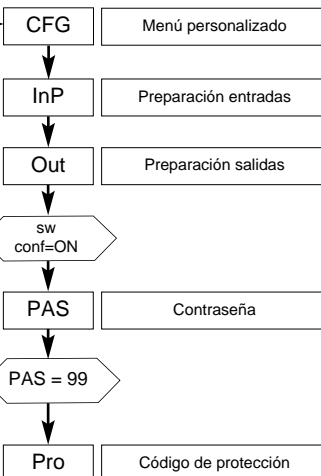 CFG Menú personalizado
InP Preparación entradas
Out Preparación salidas
sw
conf=ON
PAS Contraseña
PAS = 99
Pro Código de protección